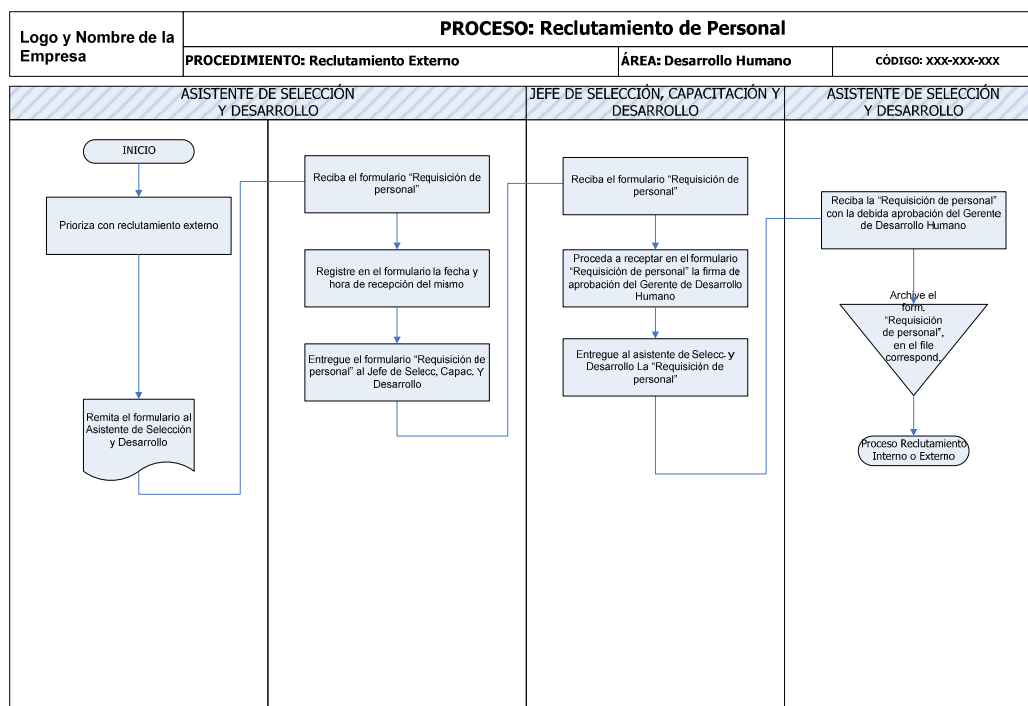 Logo y Nombre de la
Empresa
PROCESO: Reclutamiento de Personal
PROCEDIMIENTO: Reclutamiento Externo
ÁREA: Desarrollo Humano
CÓDIGO: XXX-XXX-XXX
ASISTENTE DE SELECCIÓN
Y DESARROLLO
JEFE DE SELECCIÓN, CAPACITACIÓN Y
DESARROLLO
ASISTENTE DE SELECCIÓN
Y DESARROLLO
INICIO
Prioriza con reclutamiento externo
Remita el formulario al
Asistente de Selección
y Desarrollo
Reciba el formulario “Requisición de
personal”
Registre en el formulario la fecha y
hora de recepción del mismo
Entregue el formulario “Requisición de
personal” al Jefe de Selecc, Capac. Y
Desarrollo
Reciba el formulario “Requisición de
personal”
Proceda a receptar en el formulario
“Requisición de personal” la firma de
aprobación del Gerente de Desarrollo
Humano
Entregue al asistente de Selecc. y
Desarrollo La “Requisición de
personal”
Reciba la “Requisición de personal”
con la debida aprobación del Gerente
de Desarrollo Humano
Archive el
form.
“Requisición
de personal”,
en el file
correspond.
Proceso Reclutamiento
Interno o Externo